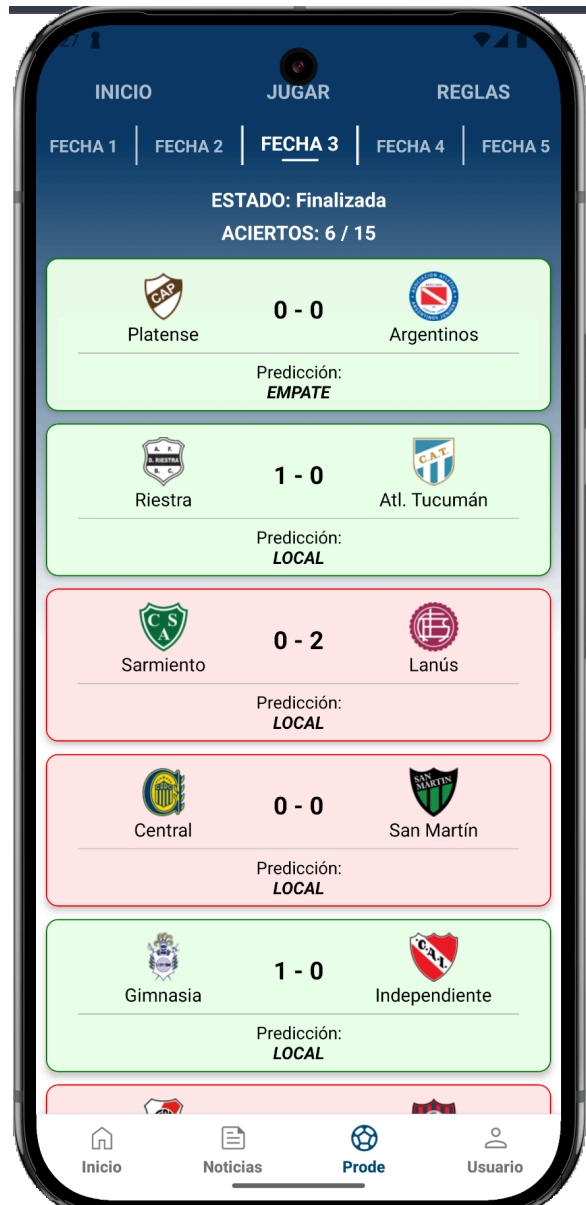 27
INICIO JUGAR REGLAS
FECHA 1 FECHA 2 FECHA 3 FECHA 4 FECHA 5
ESTADO: Finalizada
ACIERTOS: 6 / 15
CAP
0 - 0
Platense Argentinos
Predicción:
EMPATE
A. F.
D. RIESTRA
B. C.
C.A.T.
1 - 0
Riestra Atl. Tucumán
Predicción:
LOCAL
C S
A
0 - 2
Sarmiento Lanús
Predicción:
LOCAL
SAN
MARTIN
0 - 0
Central San Martín
Predicción:
LOCAL
C.A.I.
1 - 0
Gimnasia Independiente
Predicción:
LOCAL
Inicio Noticias Prode Usuario